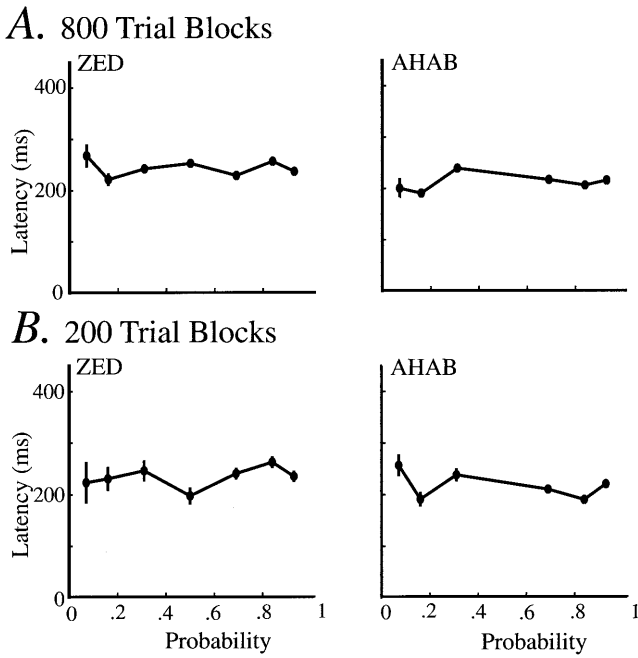 A. 800 Trial Blocks
ZED
AHAB
Latency (ms)
400
200
0
B. 200 Trial Blocks
ZED
AHAB
Latency (ms)
400
200
0
0 .2 .4 .6 .8 1
0 .2 .4 .6 .8 1
Probability
Probability